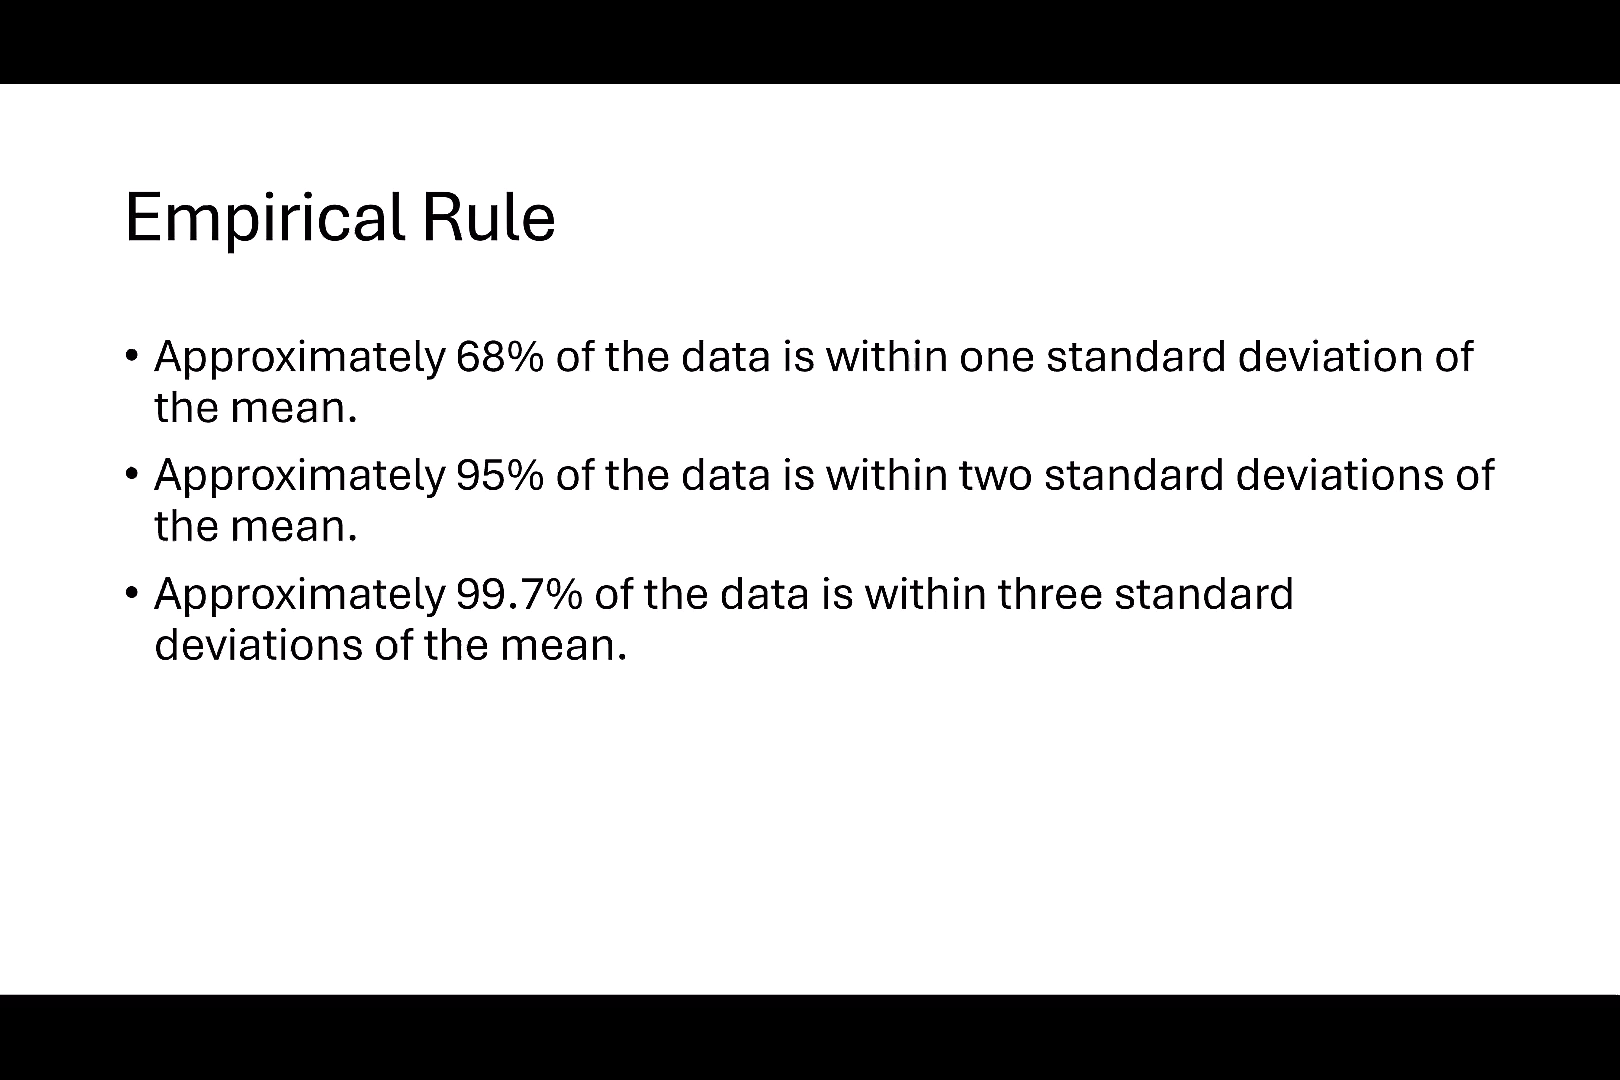 Empirical Rule
• Approximately 68% of the data is within one standard deviation of
the mean.
• Approximately 95% of the data is within two standard deviations of
the mean.
• Approximately 99.7% of the data is within three standard
deviations of the mean.